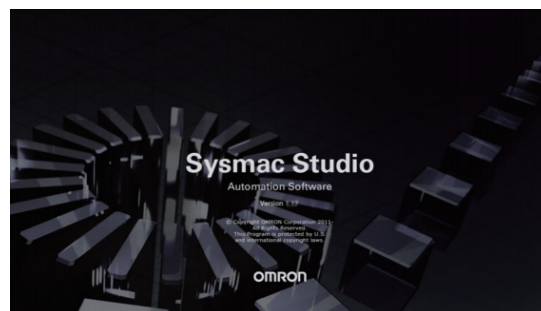 Sysmac Studio
Automation Software
Version
© Copyright OMRON Corporation 2011-
All Rights Reserved
This Program is protected by U.S.
and international copyright laws
OMRON